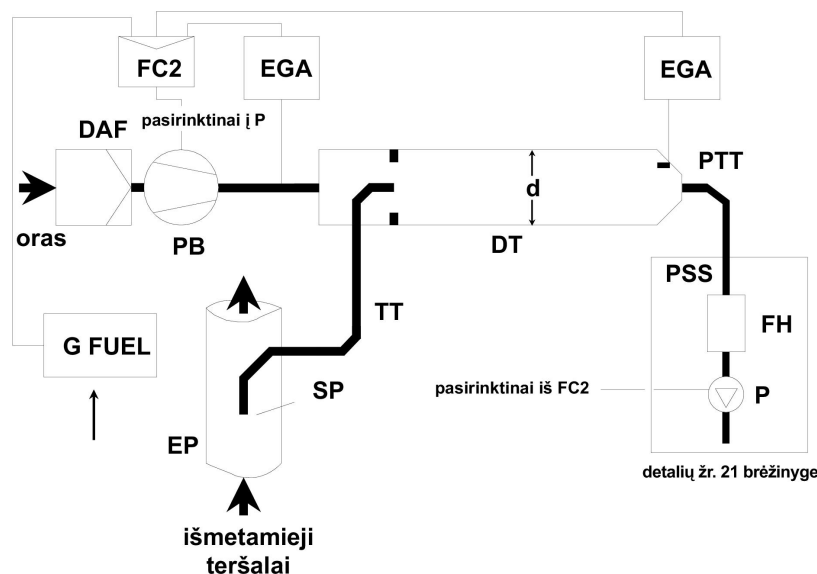 FC2
EGA
EGA
pasirinktinai į P
DAF
PTT
d
oras
PB
DT
PSS
TT
FH
G FUEL
SP
pasirinktinai iš FC2
P
EP
detalių žr. 21 brėžinyge
išmetamieji
teršalai